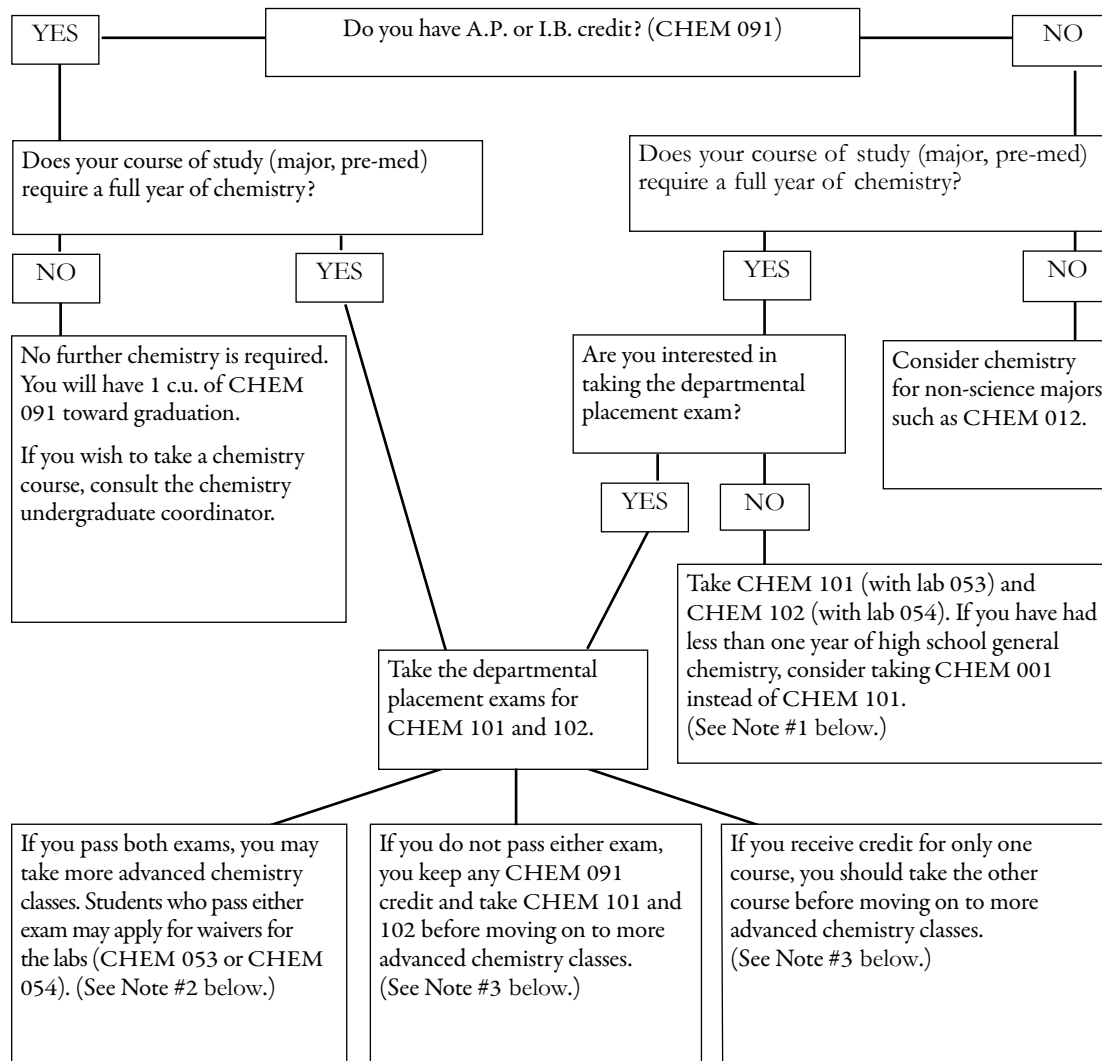 Do you have A.P. or I.B. credit? (CHEM 091)
YES
NO
Does your course of study (major, pre-med)
require a full year of chemistry?
Does your course of study (major, pre-med)
require a full year of chemistry?
NO
YES
YES
NO
No further chemistry is required.
You will have 1 c.u. of CHEM
091 toward graduation.
If you wish to take a chemistry
course, consult the chemistry
undergraduate coordinator.
Are you interested in
taking the departmental
placement exam?
Consider chemistry
for non-science majors
such as CHEM 012.
YES
NO
Take CHEM 101 (with lab 053) and
CHEM 102 (with lab 054). If you have had
less than one year of high school general
chemistry, consider taking CHEM 001
instead of CHEM 101.
(See Note #1 below.)
Take the departmental
placement exams for
CHEM 101 and 102.
If you pass both exams, you may
take more advanced chemistry
classes. Students who pass either
exam may apply for waivers for
the labs (CHEM 053 or CHEM
054). (See Note #2 below.)
If you do not pass either exam,
you keep any CHEM 091
credit and take CHEM 101 and
102 before moving on to more
advanced chemistry classes.
(See Note #3 below.)
If you receive credit for only one
course, you should take the other
course before moving on to more
advanced chemistry classes.
(See Note #3 below.)